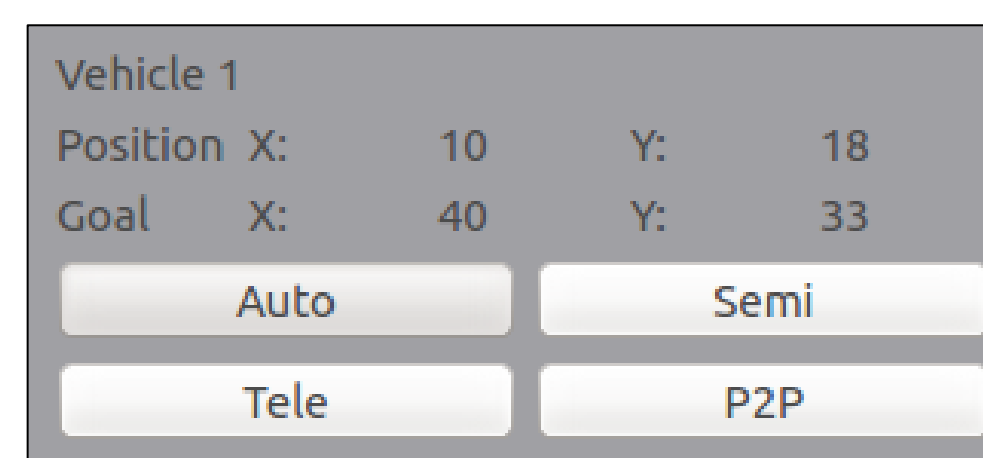 Vehicle 1
Position X: 10 Y: 18
Goal X: 40 Y: 33
Auto Semi
Tele P2P